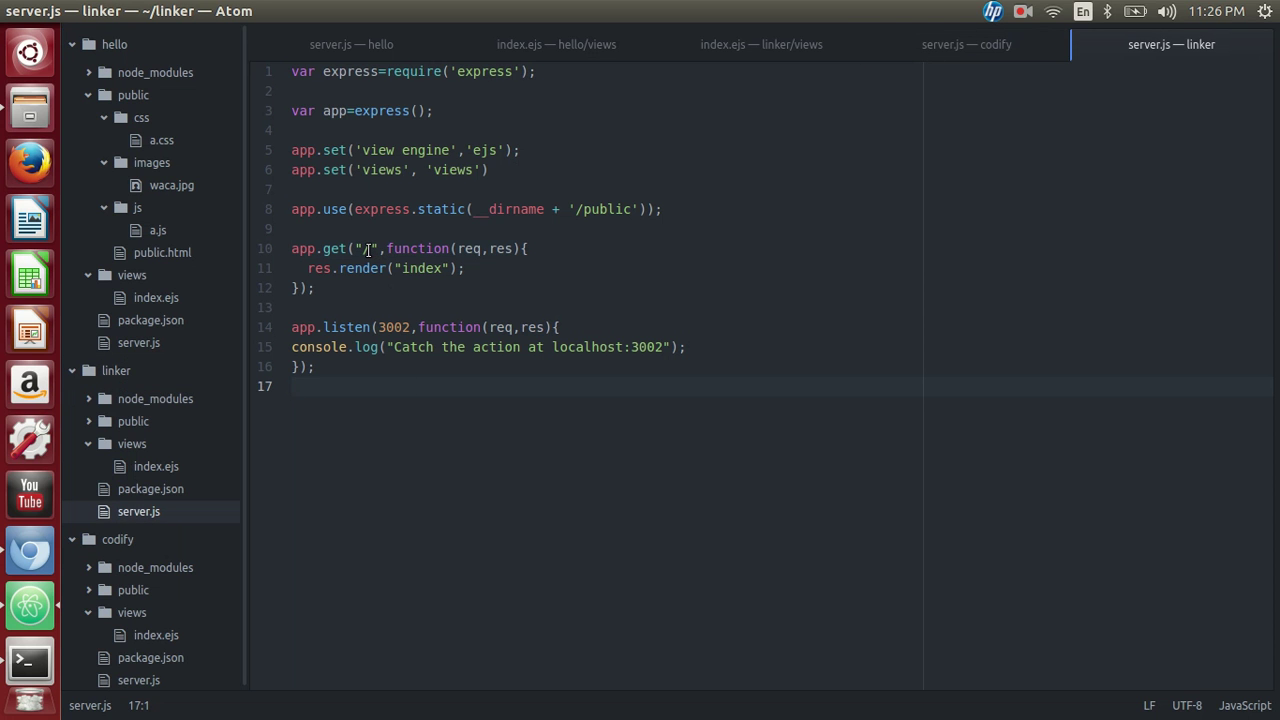 server.js — linker — ~/linker — Atom
hp
En
11:26 PM
hello
node_modules
public
css
a.css
images
waca.jpg
js
a.js
public.html
views
index.ejs
package.json
server.js
linker
node_modules
public
views
index.ejs
package.json
server.js
codify
node_modules
public
views
index.ejs
package.json
server.js
a
You
Tube
>_
server.js — hello
index.ejs — hello/views
index.ejs — linker/views
server.js — codify
server.js — linker
1 var express=require('express');
2
3 var app=express();
4
5 app.set('view engine','ejs');
6 app.set('views', 'views')
7
8 app.use(express.static(__dirname + '/public'));
9
10 app.get("/",function(req,res){
11 res.render("index");
12 });
13
14 app.listen(3002,function(req,res){
15 console.log("Catch the action at localhost:3002");
16 });
17
server.js 17:1
LF UTF-8 JavaScript